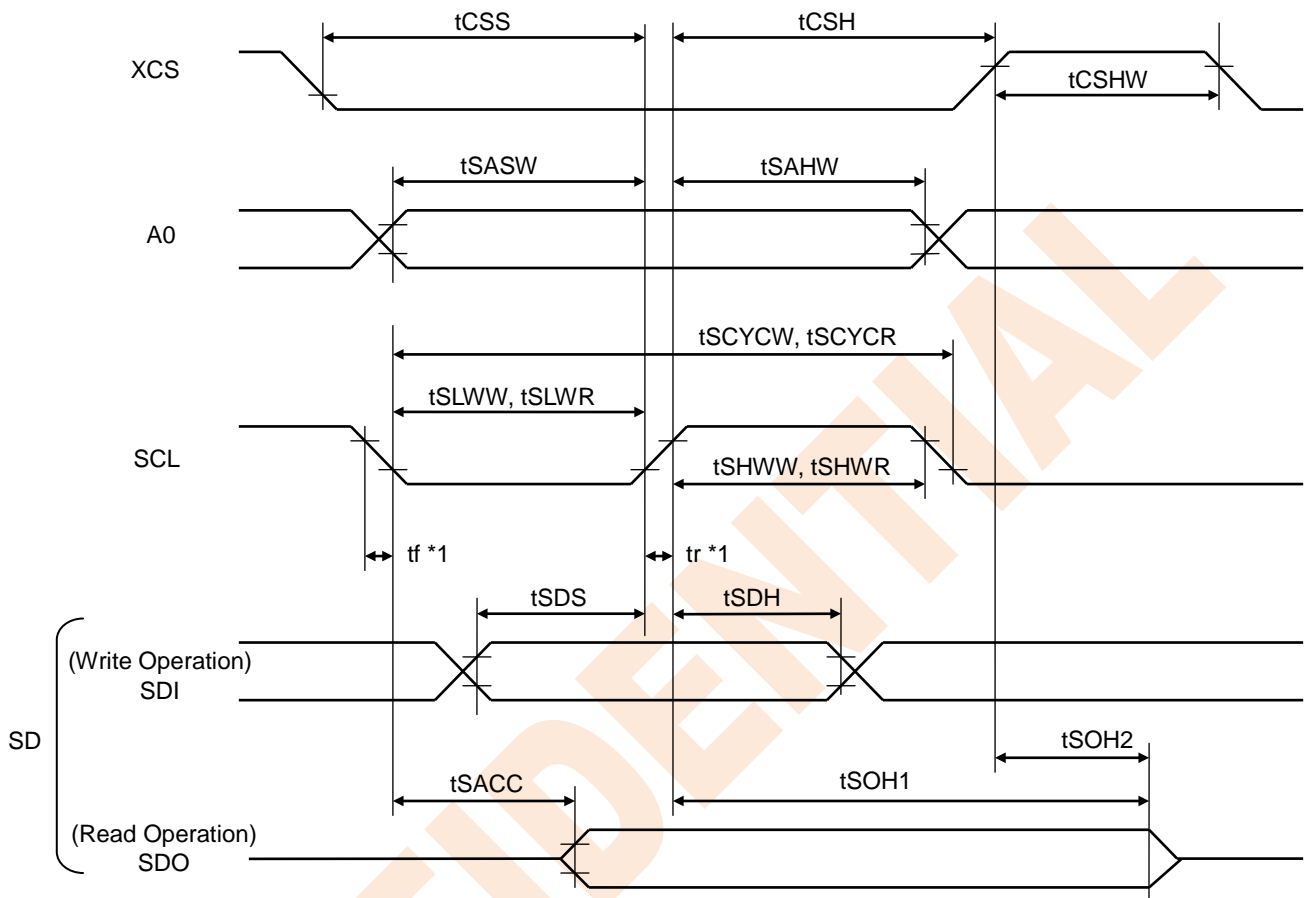 tCSS
tCSH
XCS
tCSHW
tSASW
tSAHW
A0
tSCYCW, tSCYCR
tSLWW, tSLWR
SCL
tSHWW, tSHWR
tf *1
tr *1
tSDS
tSDH
(Write Operation)
SDI
SD
tSOH2
tSACC
tSOH1
(Read Operation)
SDO
FIDENTIAL